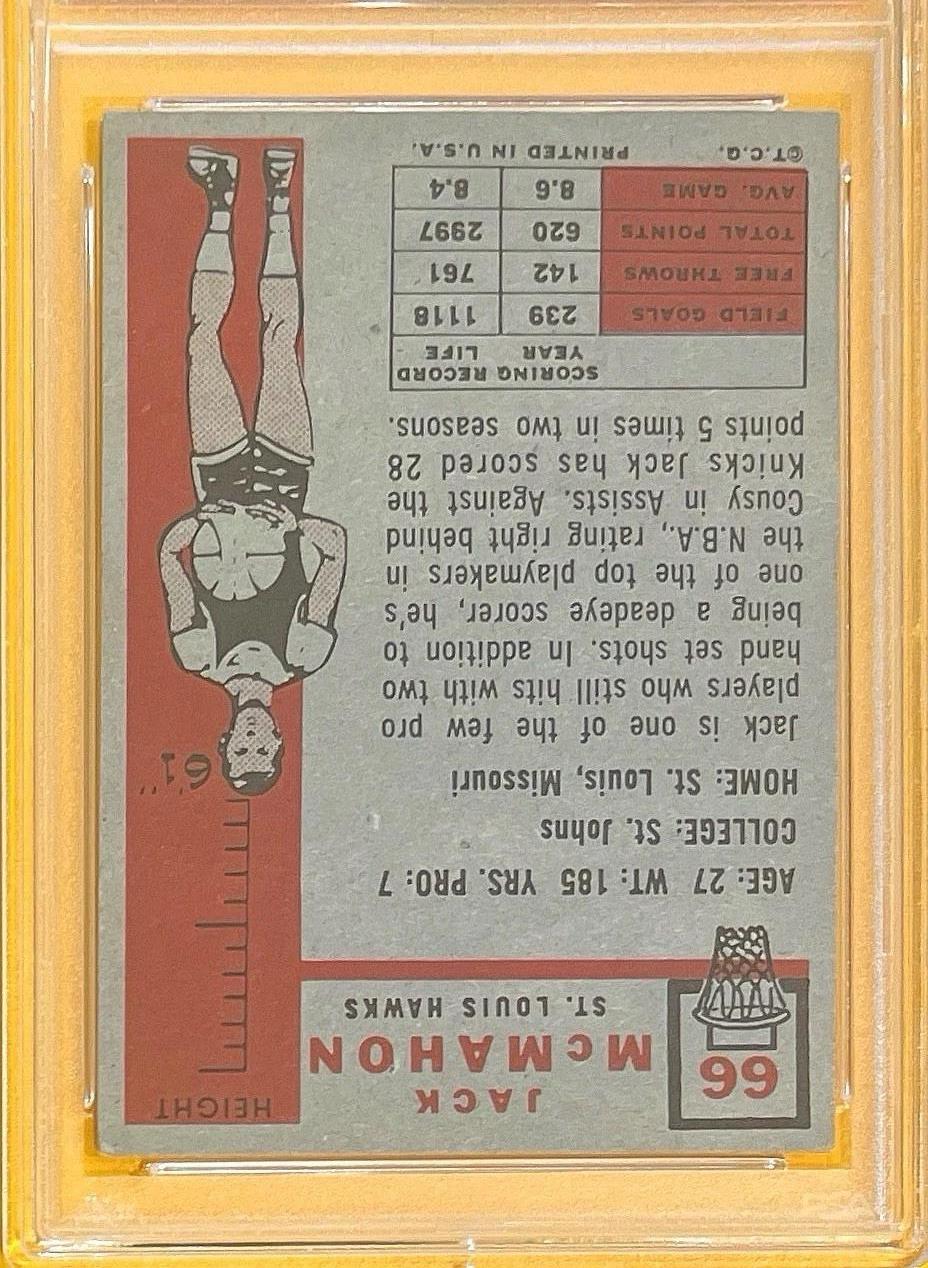 66
JACK
McMAHON
ST. LOUIS HAWKS
HEIGHT
6'1"
AGE: 27 WT: 185 YRS. PRO: 7
COLLEGE: St. Johns
HOME: St. Louis, Missouri
Jack is one of the few pro
players who still hits with two
hand set shots. In addition to
being a deadeye scorer, he's
one of the top playmakers in
the N.B.A., rating right behind
Cousy in Assists. Against the
Knicks Jack has scored 28
points 5 times in two seasons.
SCORING RECORD
YEAR LIFE
FIELD GOALS 239 1118
FREE THROWS 142 761
TOTAL POINTS 620 2997
AVG. GAME 8.6 8.4
©T.C.G. PRINTED IN U.S.A.